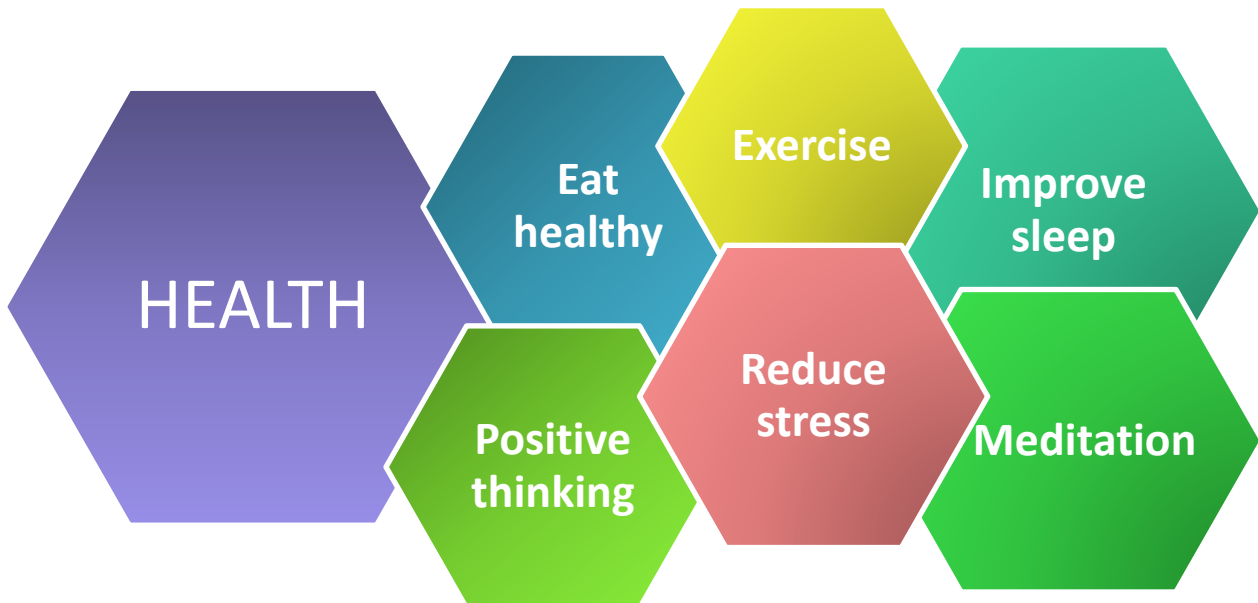 HEALTH
Eat
healthy
Exercise
Improve
sleep
Positive
thinking
Reduce
stress
Meditation